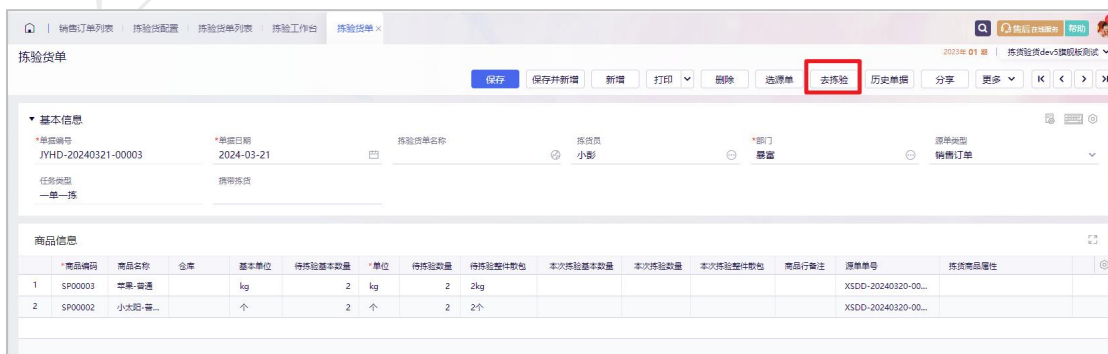 销售订单列表 拣验货配置 拣验货单列表 拣验工作台 拣验货单 × 售后在线服务 帮助
拣验货单 2023年 01 期 | 拣货验货dev5旗舰版测试
保存 保存并新增 新增 打印 删除 选源单 去拣验 历史单据 分享 更多
基本信息
*单据编号 *单据日期 拣验货单名称 拣货员 *部门 源单类型
JYHD-20240321-00003 2024-03-21 小彭 暴富 销售订单
任务类型 携带拣货
一单一拣
商品信息
*商品编码 商品名称 仓库 基本单位 待拣验基本数量 *单位 待拣验数量 待拣验整件散包 本次拣验基本数量 本次拣验数量 本次拣验整件散包 商品行备注 源单单号 拣货商品属性
1 SP00003 苹果-普通 kg 2 kg 2 2kg XSDD-20240320-00...
2 SP00002 小太阳-普... 个 2 个 2 2个 XSDD-20240320-00...